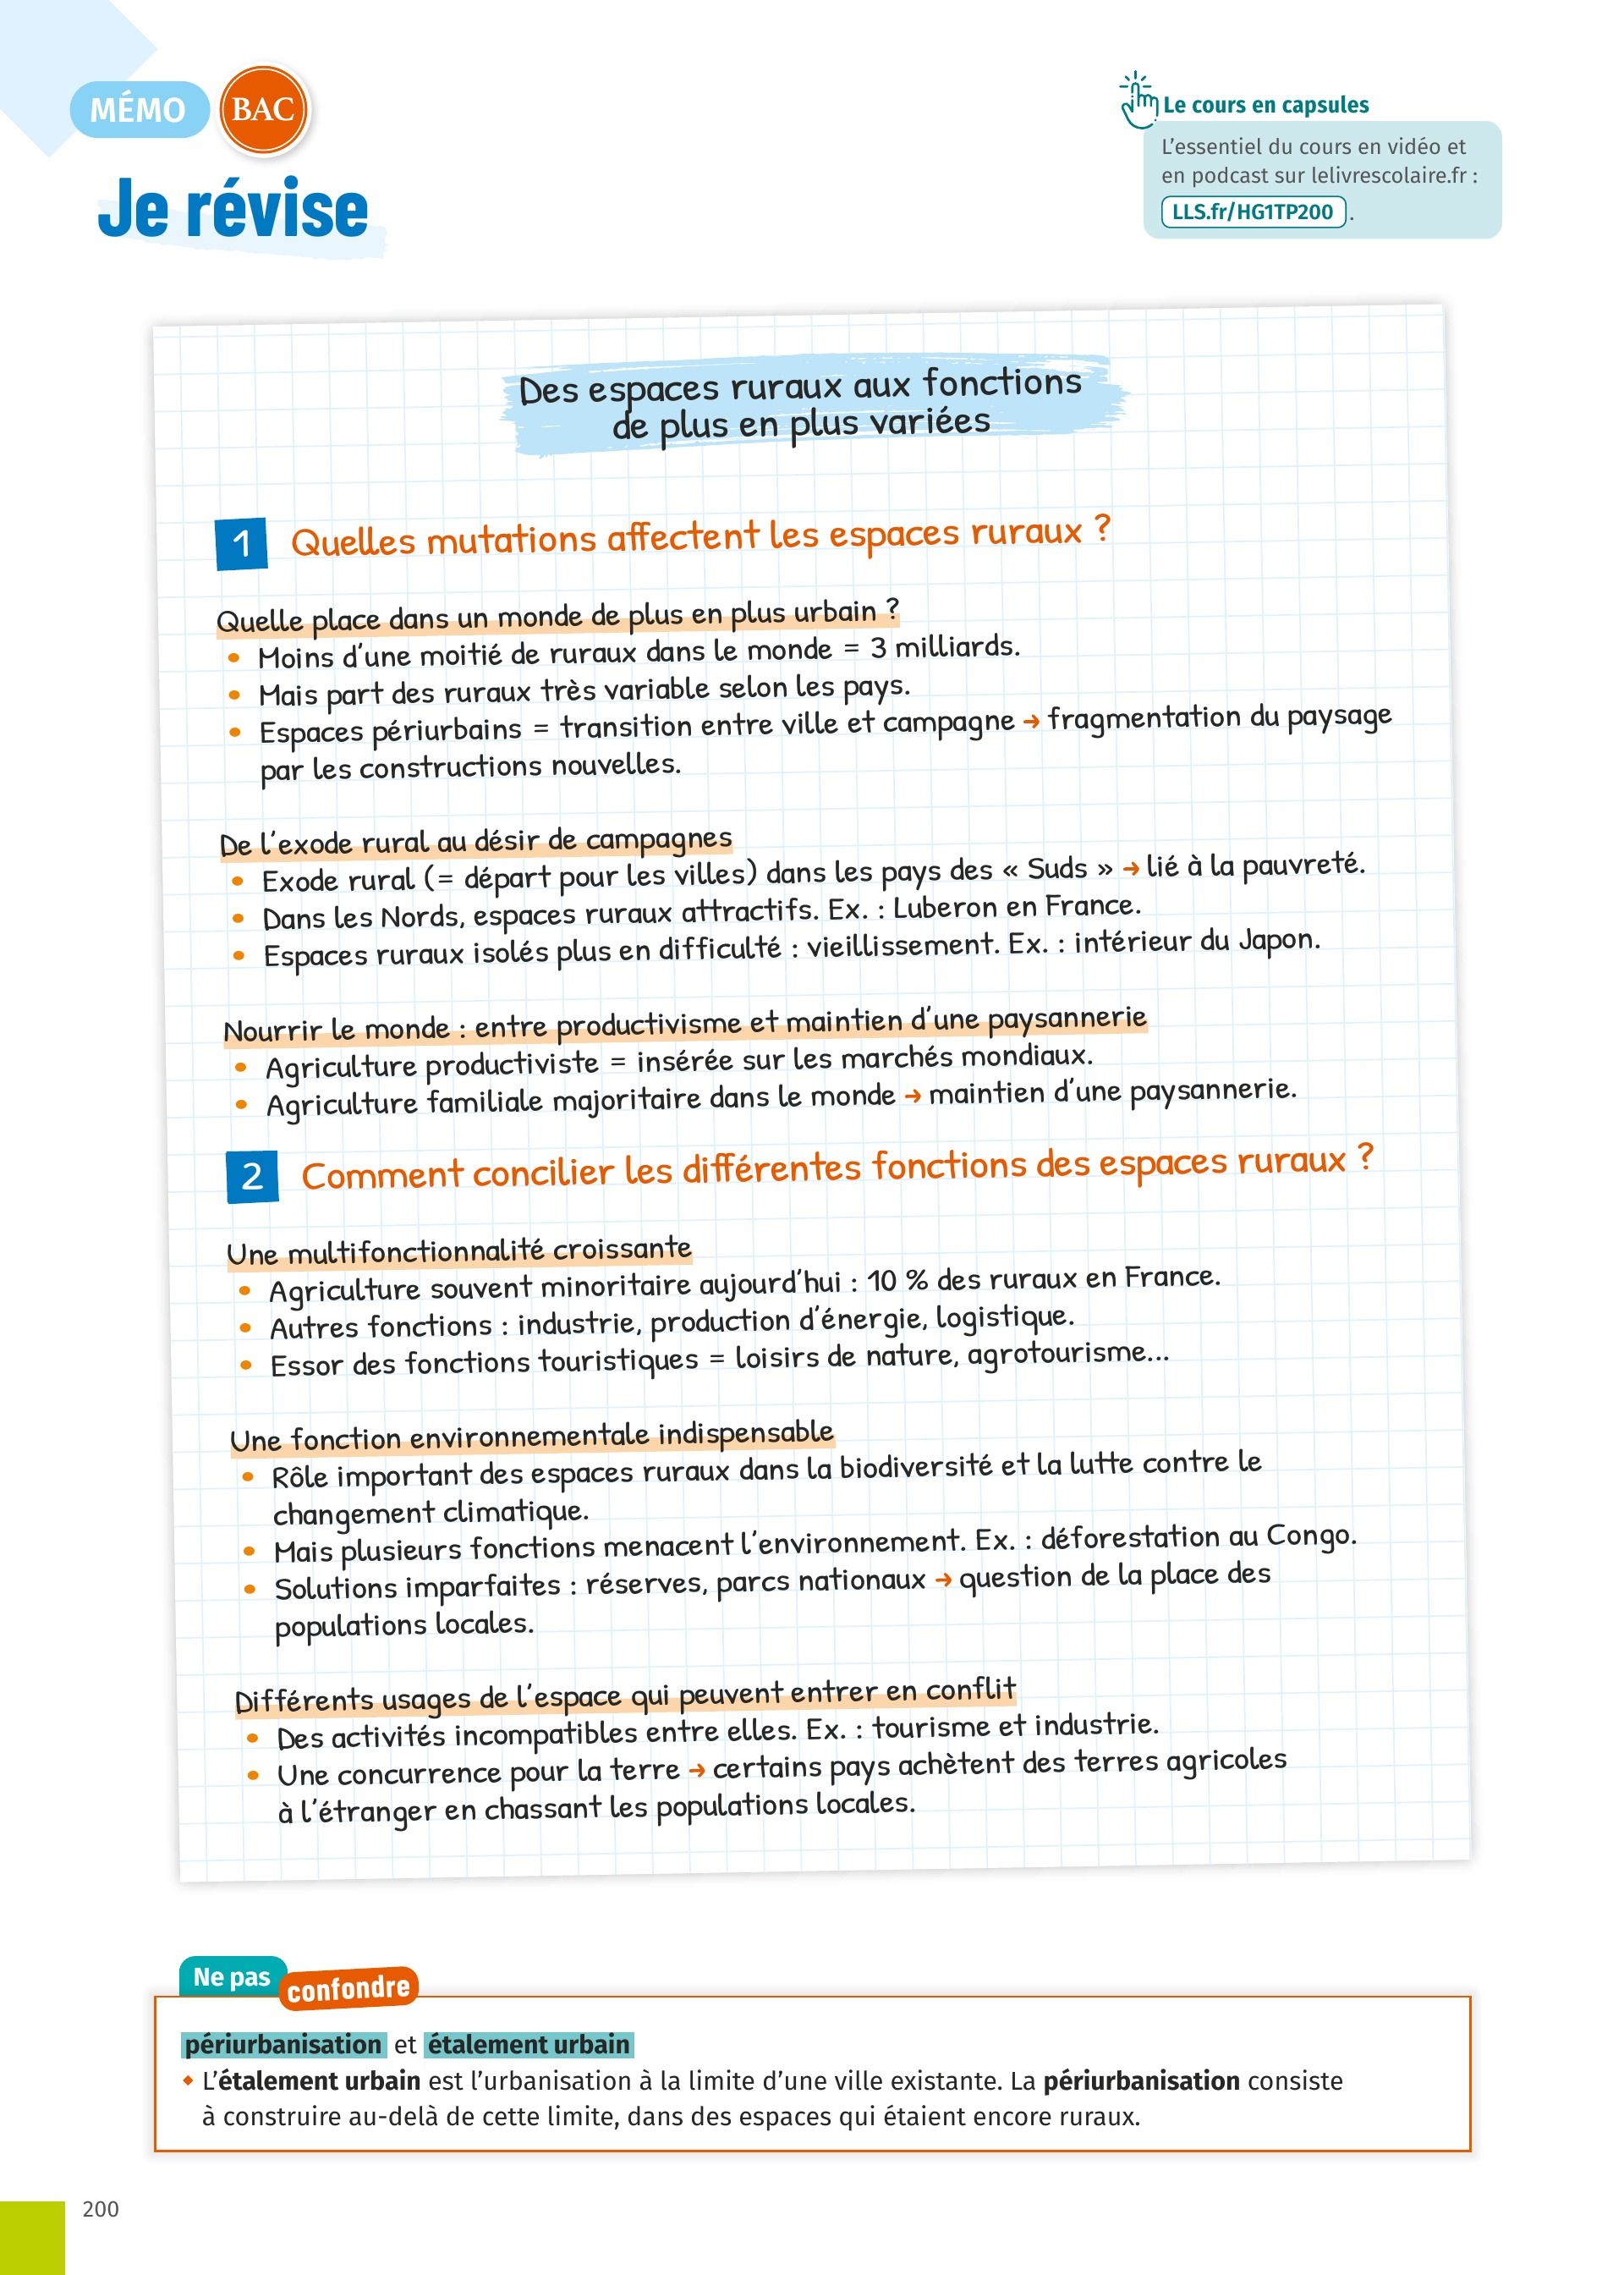 MÉMO
BAC
Je révise
Le cours en capsules
L'essentiel du cours en vidéo et
en podcast sur lelivrescolaire.fr :
LLS.fr/HG1TP200 .
Des espaces ruraux aux fonctions
de plus en plus variées
1 Quelles mutations affectent les espaces ruraux ?
Quelle place dans un monde de plus en plus urbain ?
• Moins d'une moitié de ruraux dans le monde = 3 milliards.
• Mais part des ruraux très variable selon les pays.
• Espaces périurbains = transition entre ville et campagne → fragmentation du paysage
par les constructions nouvelles.
De l'exode rural au désir de campagnes
• Exode rural (= départ pour les villes) dans les pays des « Suds » → lié à la pauvreté.
• Dans les Nords, espaces ruraux attractifs. Ex. : Luberon en France.
• Espaces ruraux isolés plus en difficulté : vieillissement. Ex. : intérieur du Japon.
Nourrir le monde : entre productivisme et maintien d'une paysannerie
• Agriculture productiviste = insérée sur les marchés mondiaux.
• Agriculture familiale majoritaire dans le monde → maintien d'une paysannerie.
2 Comment concilier les différentes fonctions des espaces ruraux ?
Une multifonctionnalité croissante
• Agriculture souvent minoritaire aujourd'hui : 10 % des ruraux en France.
• Autres fonctions : industrie, production d'énergie, logistique.
• Essor des fonctions touristiques = loisirs de nature, agrotourisme...
Une fonction environnementale indispensable
• Rôle important des espaces ruraux dans la biodiversité et la lutte contre le
changement climatique.
• Mais plusieurs fonctions menacent l'environnement. Ex. : déforestation au Congo.
• Solutions imparfaites : réserves, parcs nationaux → question de la place des
populations locales.
Différents usages de l'espace qui peuvent entrer en conflit
• Des activités incompatibles entre elles. Ex. : tourisme et industrie.
• Une concurrence pour la terre → certains pays achètent des terres agricoles
à l'étranger en chassant les populations locales.
Ne pas confondre
périurbanisation et étalement urbain
◆ L'étalement urbain est l'urbanisation à la limite d'une ville existante. La périurbanisation consiste
à construire au-delà de cette limite, dans des espaces qui étaient encore ruraux.
200